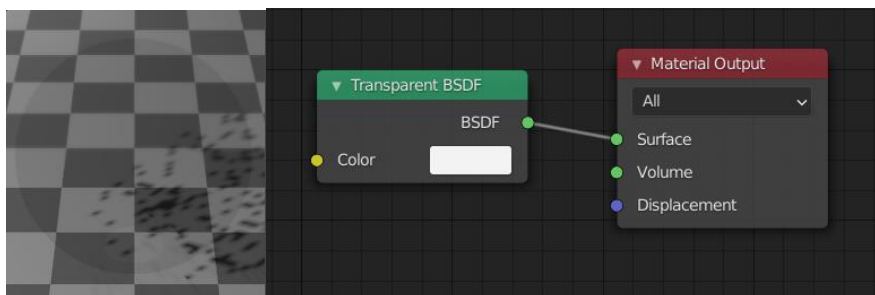 Transparent BSDF
BSDF
Color
Material Output
All
Surface
Volume
Displacement